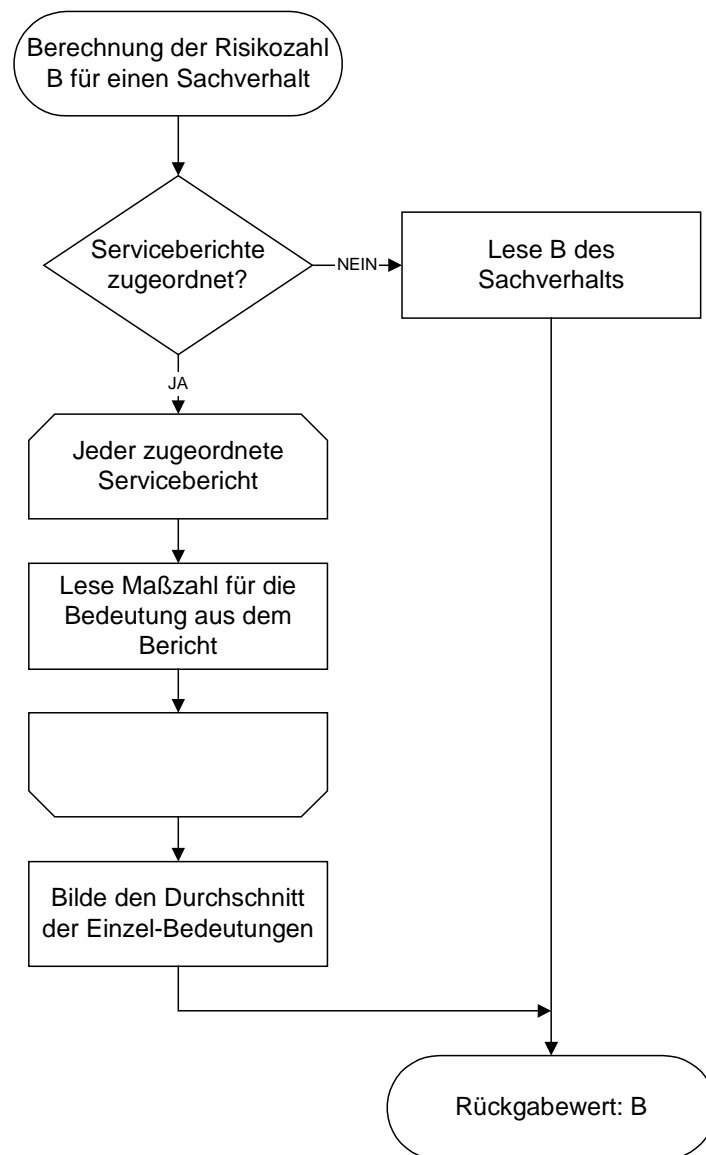 Berechnung der Risikozahl
B für einen Sachverhalt
Serviceberichte
zugeordnet?
NEIN
Lese B des
Sachverhalts
JA
Jeder zugeordnete
Servicebericht
Lese Maßzahl für die
Bedeutung aus dem
Bericht
Bilde den Durchschnitt
der Einzel-Bedeutungen
Rückgabewert: B